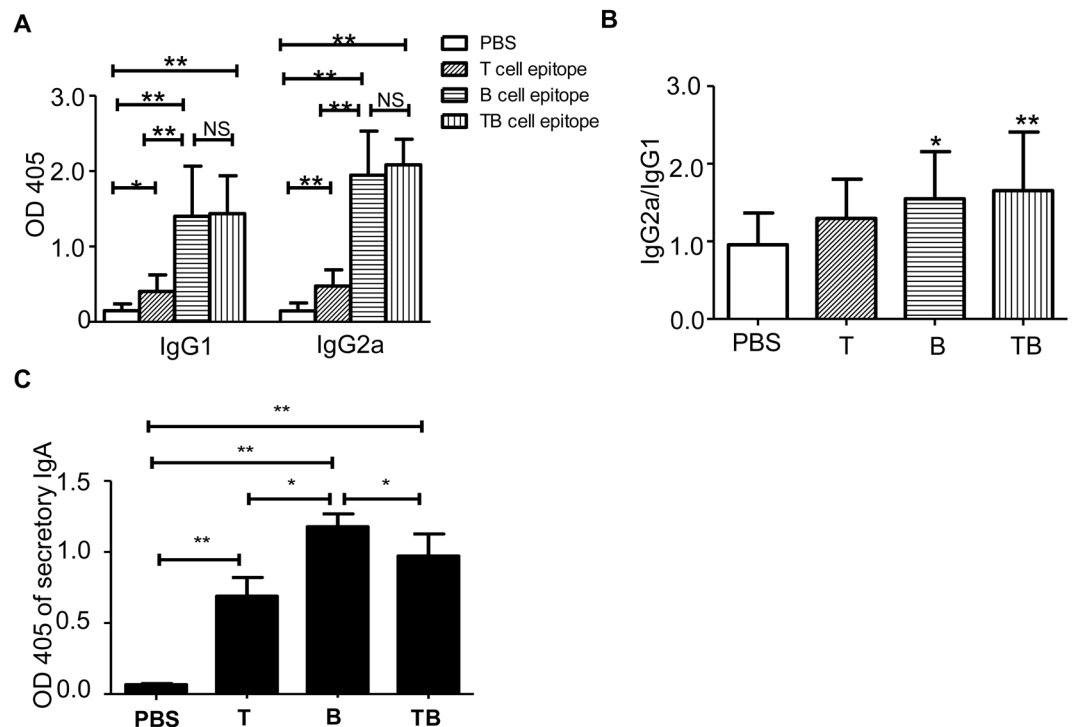 A
**
**
**
**
**
NS
**
**
NS
*
**
PBS
T cell epitope
B cell epitope
TB cell epitope
OD 405
3.0
2.0
1.0
0
IgG1
IgG2a
B
IgG2a/IgG1
3.0
2.0
1.0
0.0
*
**
PBS
T
B
TB
C
**
**
*
*
**
OD 405 of secretory IgA
1.5
1.0
0.5
0.0
PBS
T
B
TB